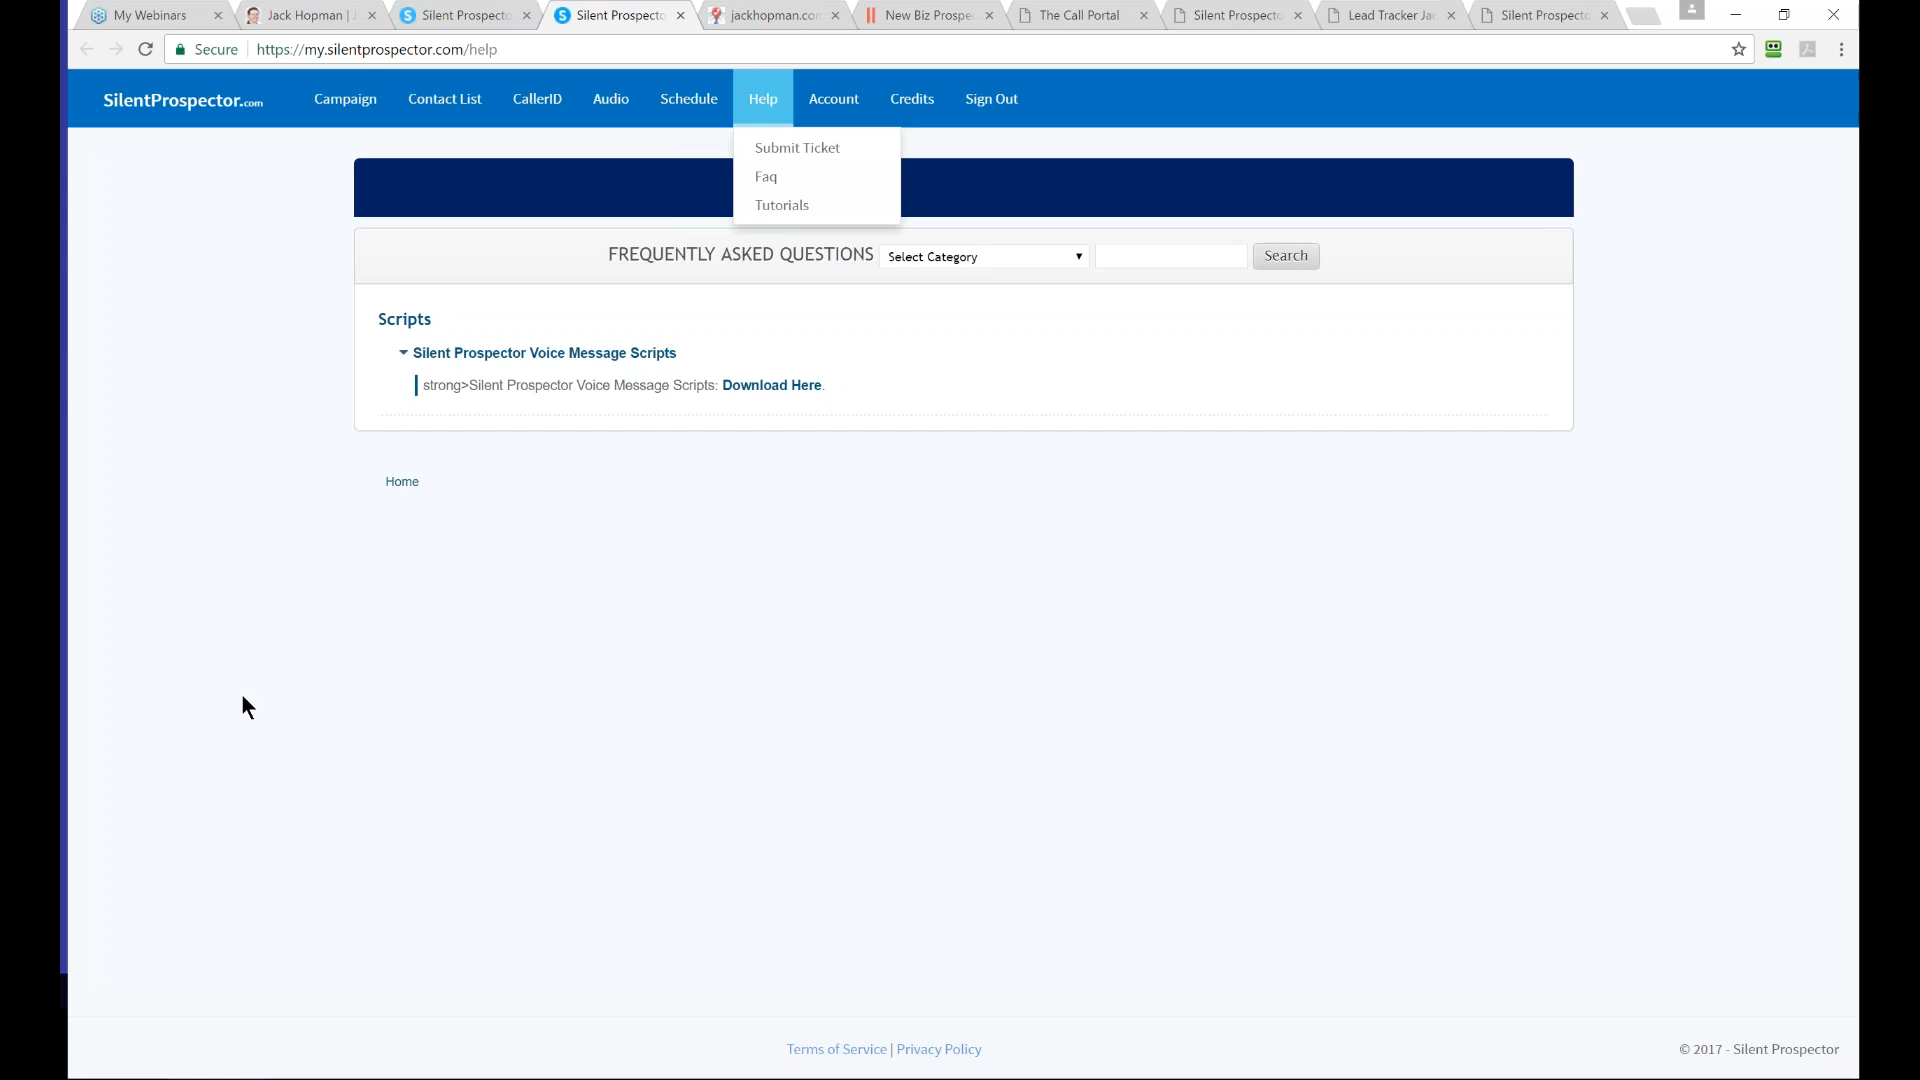 My Webinars
Jack Hopman |
Silent Prospecto
Silent Prospecto
jackhopman.con
New Biz Prospe
The Call Portal
Silent Prospecto
Lead Tracker Jac
Silent Prospecto
Secure
https://my.silentprospector.com/help
SilentProspector.com
Campaign
Contact List
CallerID
Audio
Schedule
Help
Account
Credits
Sign Out
Submit Ticket
Faq
Tutorials
FREQUENTLY ASKED QUESTIONS
Select Category
Search
Scripts
Silent Prospector Voice Message Scripts
strong>Silent Prospector Voice Message Scripts: Download Here.
Home
Terms of Service | Privacy Policy
© 2017 - Silent Prospector